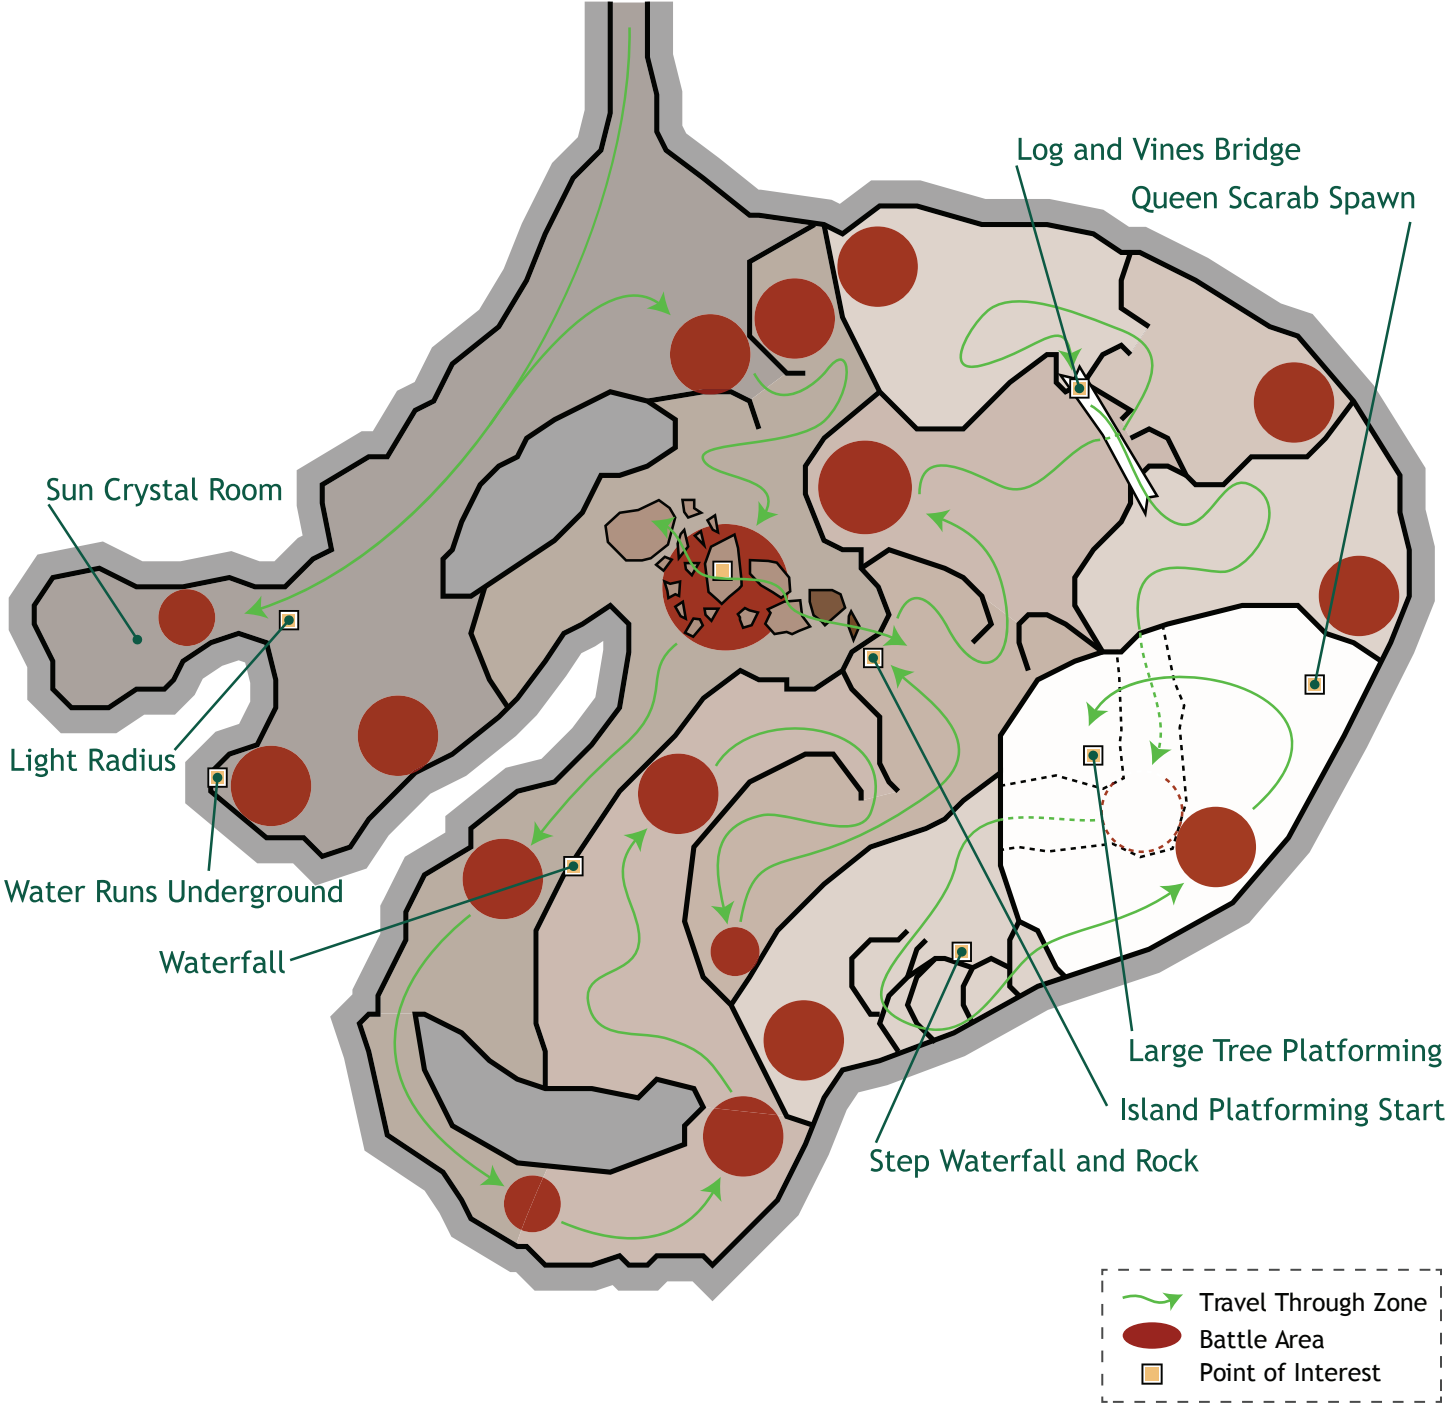 Log and Vines Bridge
Queen Scarab Spawn
Sun Crystal Room
Light Radius
Water Runs Underground
Waterfall
Large Tree Platforming
Island Platforming Start
Step Waterfall and Rock
Travel Through Zone
Battle Area
Point of Interest